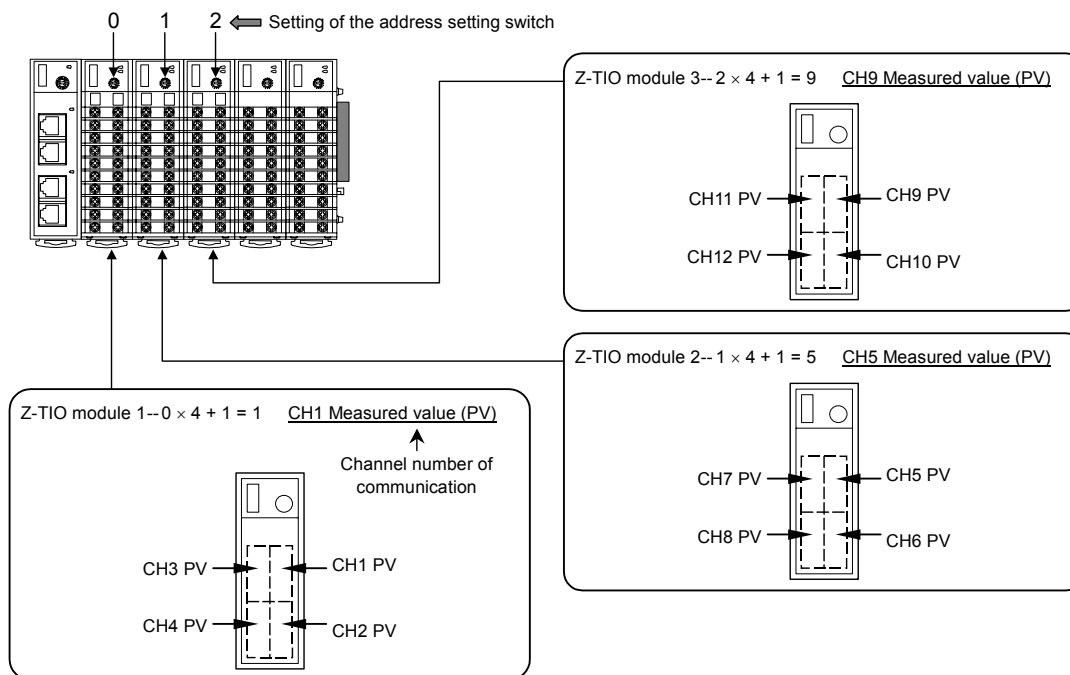 0 1 2 Setting of the address setting switch
Z-TIO module 3-- 2 × 4 + 1 = 9 CH9 Measured value (PV)
CH11 PV CH9 PV
CH12 PV CH10 PV
Z-TIO module 2-- 1 × 4 + 1 = 5 CH5 Measured value (PV)
CH7 PV CH5 PV
CH8 PV CH6 PV
Z-TIO module 1-- 0 × 4 + 1 = 1 CH1 Measured value (PV)
Channel number of
communication
CH3 PV CH1 PV
CH4 PV CH2 PV